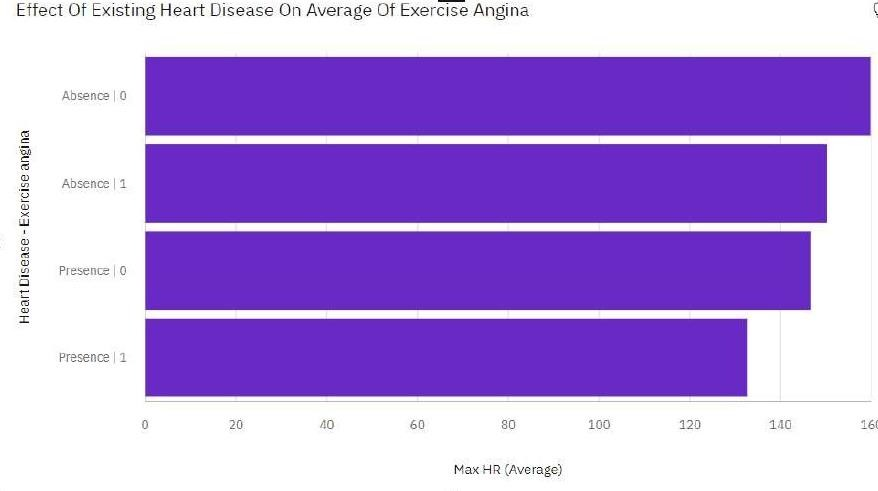 Effect Of Existing Heart Disease On Average Of Exercise Angina
Heart Disease - Exercise angina
Absence | 0
Absence | 1
Presence | 0
Presence | 1
0 20 40 60 80 100 120 140 160
Max HR (Average)